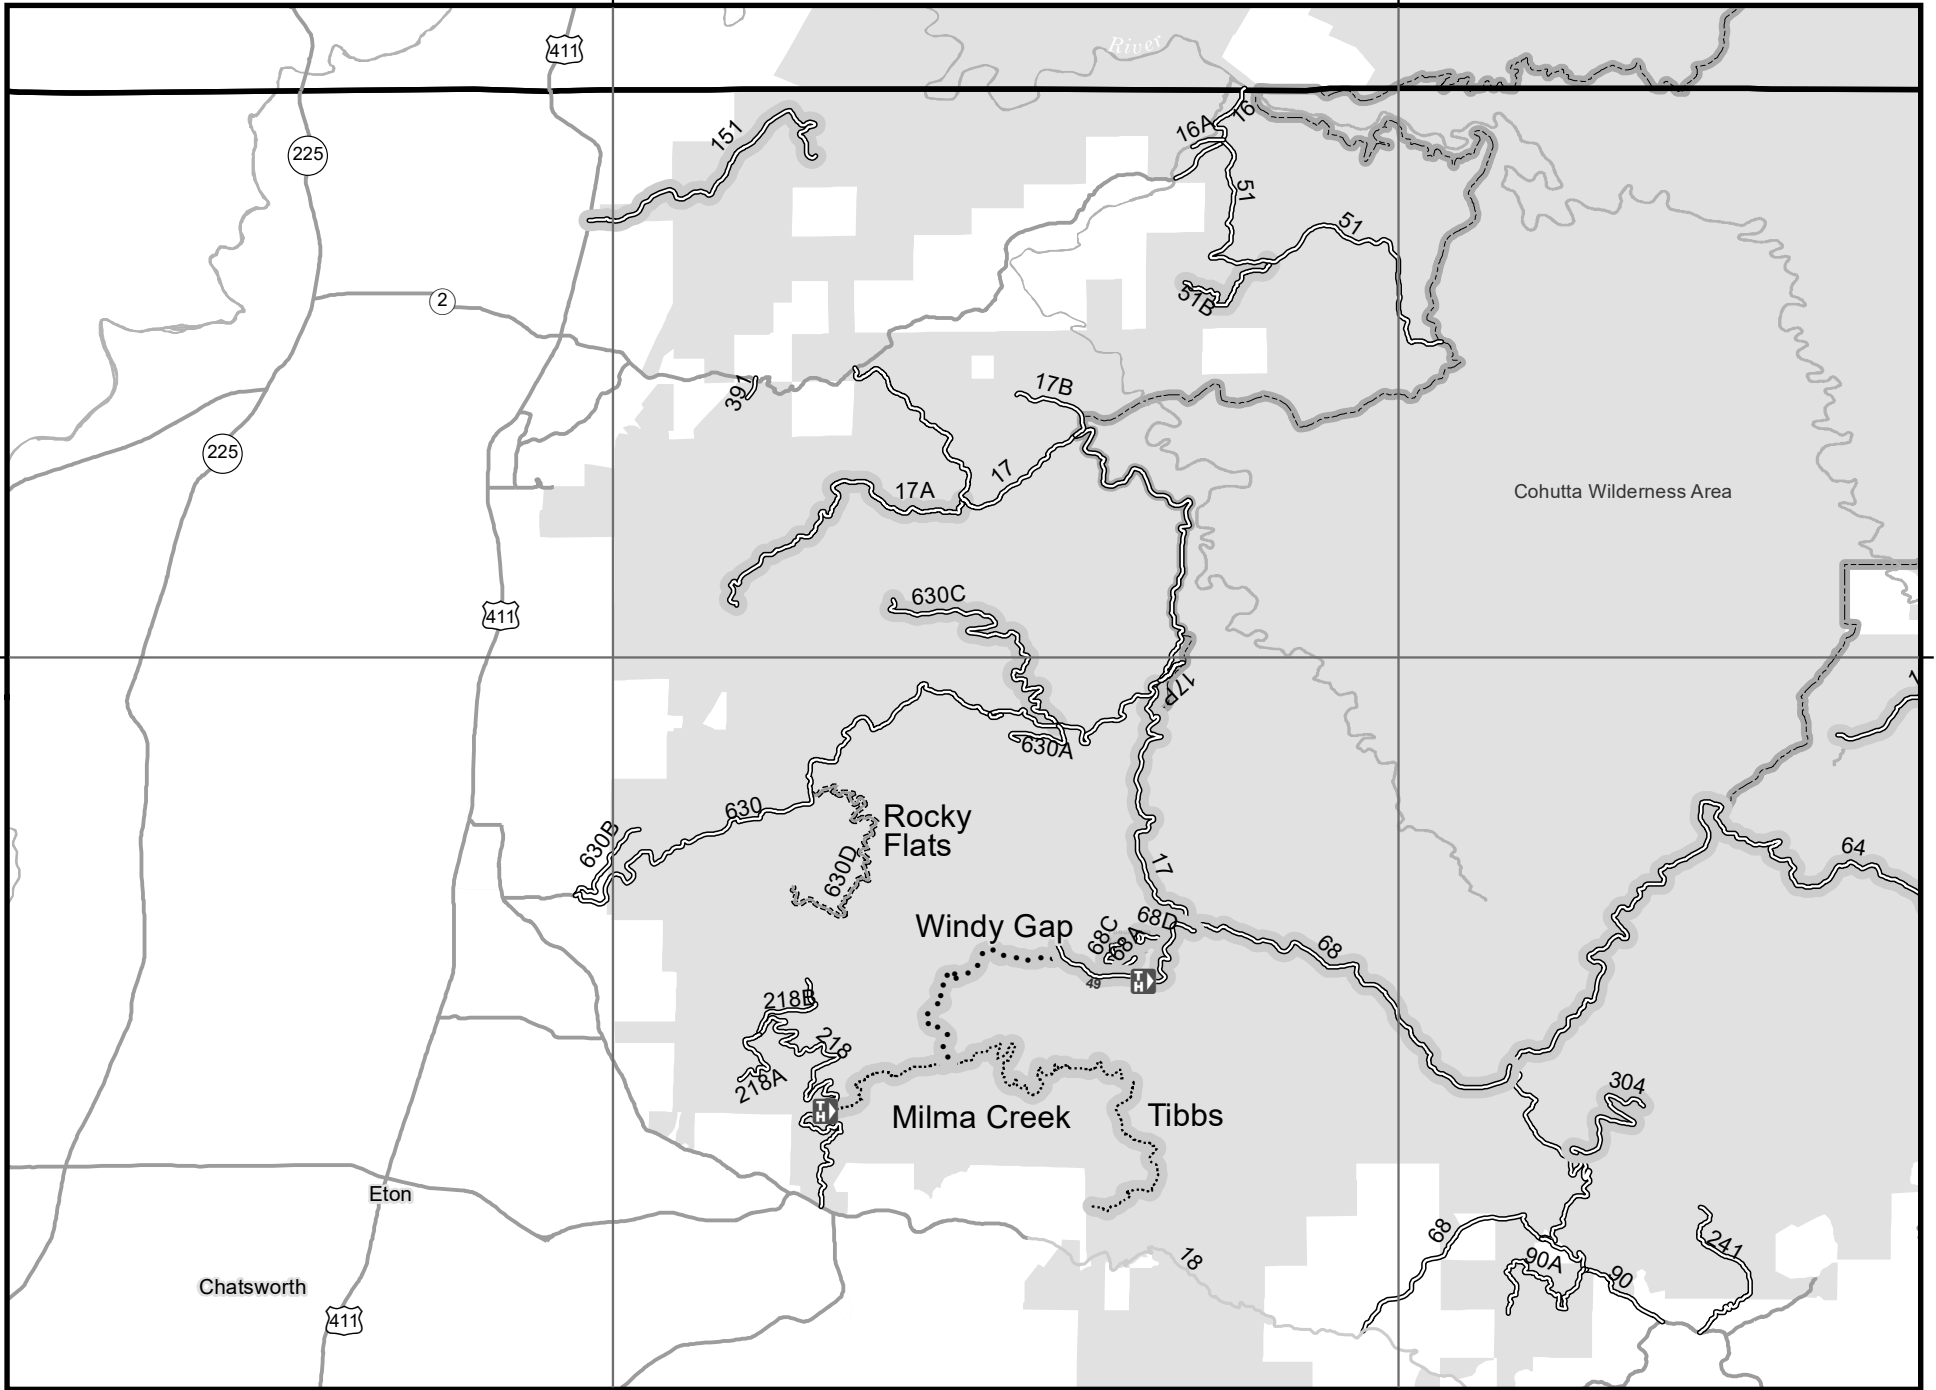 River
411
16
16A
151
225
51
51
2
51B
17B
391
225
17
17A
Cohutta Wilderness Area
630C
411
17P
630A
630
Rocky
Flats
630B
64
630D
17
68D
Windy Gap
68C
68A
68
T
H
49
218B
218
304
218A
T
H
Milma Creek
Tibbs
Eton
68
241
18
90A
90
Chatsworth
411